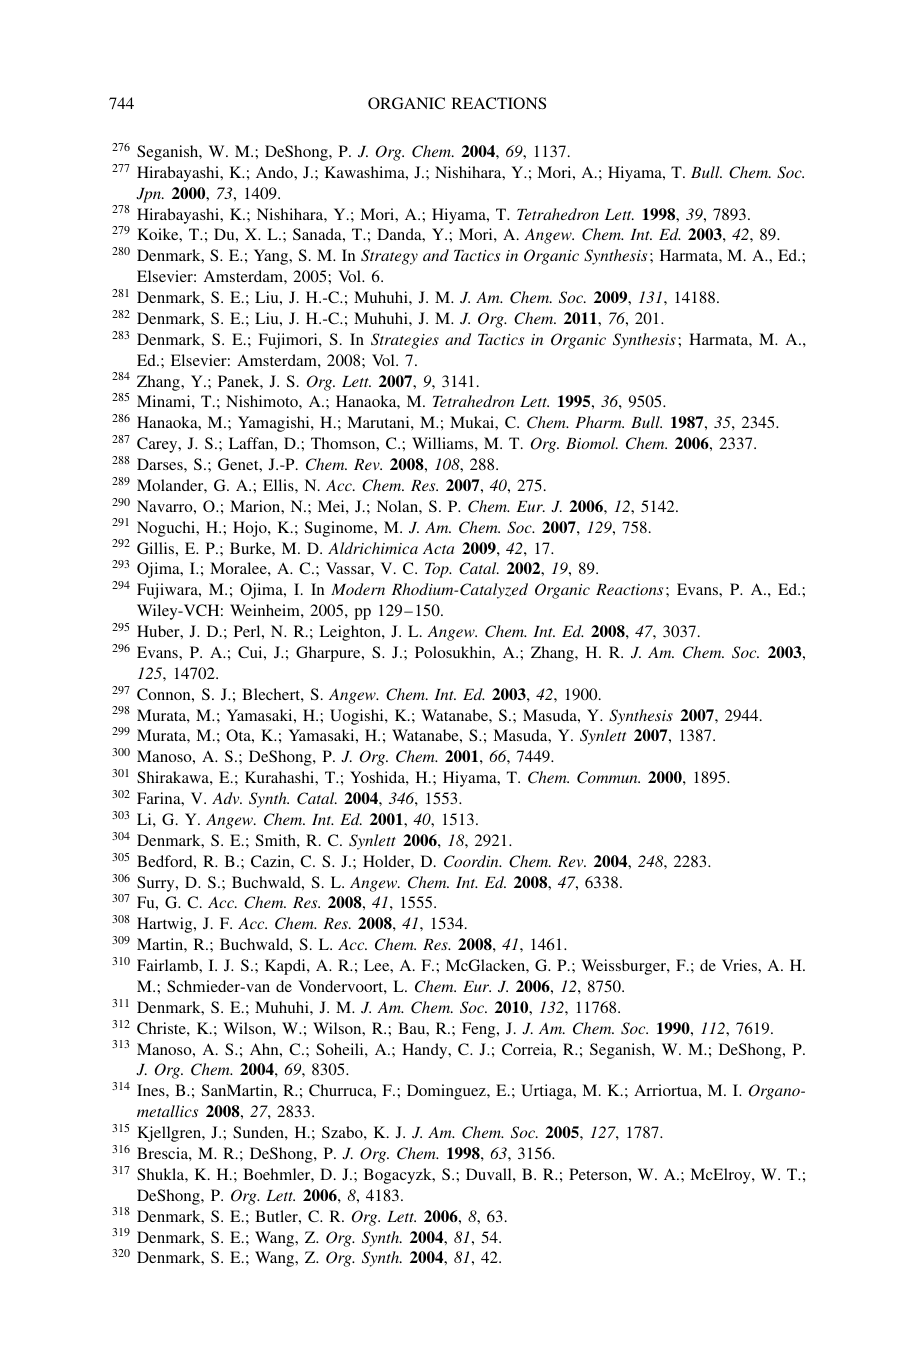 744 ORGANIC REACTIONS
276 Seganish, W. M.; DeShong, P. J. Org. Chem. 2004, 69, 1137.
277 Hirabayashi, K.; Ando, J.; Kawashima, J.; Nishihara, Y.; Mori, A.; Hiyama, T. Bull. Chem. Soc.
Jpn. 2000, 73, 1409.
278 Hirabayashi, K.; Nishihara, Y.; Mori, A.; Hiyama, T. Tetrahedron Lett. 1998, 39, 7893.
279 Koike, T.; Du, X. L.; Sanada, T.; Danda, Y.; Mori, A. Angew. Chem. Int. Ed. 2003, 42, 89.
280 Denmark, S. E.; Yang, S. M. In Strategy and Tactics in Organic Synthesis; Harmata, M. A., Ed.;
Elsevier: Amsterdam, 2005; Vol. 6.
281 Denmark, S. E.; Liu, J. H.-C.; Muhuhi, J. M. J. Am. Chem. Soc. 2009, 131, 14188.
282 Denmark, S. E.; Liu, J. H.-C.; Muhuhi, J. M. J. Org. Chem. 2011, 76, 201.
283 Denmark, S. E.; Fujimori, S. In Strategies and Tactics in Organic Synthesis; Harmata, M. A.,
Ed.; Elsevier: Amsterdam, 2008; Vol. 7.
284 Zhang, Y.; Panek, J. S. Org. Lett. 2007, 9, 3141.
285 Minami, T.; Nishimoto, A.; Hanaoka, M. Tetrahedron Lett. 1995, 36, 9505.
286 Hanaoka, M.; Yamagishi, H.; Marutani, M.; Mukai, C. Chem. Pharm. Bull. 1987, 35, 2345.
287 Carey, J. S.; Laffan, D.; Thomson, C.; Williams, M. T. Org. Biomol. Chem. 2006, 2337.
288 Darses, S.; Genet, J.-P. Chem. Rev. 2008, 108, 288.
289 Molander, G. A.; Ellis, N. Acc. Chem. Res. 2007, 40, 275.
290 Navarro, O.; Marion, N.; Mei, J.; Nolan, S. P. Chem. Eur. J. 2006, 12, 5142.
291 Noguchi, H.; Hojo, K.; Suginome, M. J. Am. Chem. Soc. 2007, 129, 758.
292 Gillis, E. P.; Burke, M. D. Aldrichimica Acta 2009, 42, 17.
293 Ojima, I.; Moralee, A. C.; Vassar, V. C. Top. Catal. 2002, 19, 89.
294 Fujiwara, M.; Ojima, I. In Modern Rhodium-Catalyzed Organic Reactions; Evans, P. A., Ed.;
Wiley-VCH: Weinheim, 2005, pp 129–150.
295 Huber, J. D.; Perl, N. R.; Leighton, J. L. Angew. Chem. Int. Ed. 2008, 47, 3037.
296 Evans, P. A.; Cui, J.; Gharpure, S. J.; Polosukhin, A.; Zhang, H. R. J. Am. Chem. Soc. 2003,
125, 14702.
297 Connon, S. J.; Blechert, S. Angew. Chem. Int. Ed. 2003, 42, 1900.
298 Murata, M.; Yamasaki, H.; Uogishi, K.; Watanabe, S.; Masuda, Y. Synthesis 2007, 2944.
299 Murata, M.; Ota, K.; Yamasaki, H.; Watanabe, S.; Masuda, Y. Synlett 2007, 1387.
300 Manoso, A. S.; DeShong, P. J. Org. Chem. 2001, 66, 7449.
301 Shirakawa, E.; Kurahashi, T.; Yoshida, H.; Hiyama, T. Chem. Commun. 2000, 1895.
302 Farina, V. Adv. Synth. Catal. 2004, 346, 1553.
303 Li, G. Y. Angew. Chem. Int. Ed. 2001, 40, 1513.
304 Denmark, S. E.; Smith, R. C. Synlett 2006, 18, 2921.
305 Bedford, R. B.; Cazin, C. S. J.; Holder, D. Coordin. Chem. Rev. 2004, 248, 2283.
306 Surry, D. S.; Buchwald, S. L. Angew. Chem. Int. Ed. 2008, 47, 6338.
307 Fu, G. C. Acc. Chem. Res. 2008, 41, 1555.
308 Hartwig, J. F. Acc. Chem. Res. 2008, 41, 1534.
309 Martin, R.; Buchwald, S. L. Acc. Chem. Res. 2008, 41, 1461.
310 Fairlamb, I. J. S.; Kapdi, A. R.; Lee, A. F.; McGlacken, G. P.; Weissburger, F.; de Vries, A. H.
M.; Schmieder-van de Vondervoort, L. Chem. Eur. J. 2006, 12, 8750.
311 Denmark, S. E.; Muhuhi, J. M. J. Am. Chem. Soc. 2010, 132, 11768.
312 Christe, K.; Wilson, W.; Wilson, R.; Bau, R.; Feng, J. J. Am. Chem. Soc. 1990, 112, 7619.
313 Manoso, A. S.; Ahn, C.; Soheili, A.; Handy, C. J.; Correia, R.; Seganish, W. M.; DeShong, P.
J. Org. Chem. 2004, 69, 8305.
314 Ines, B.; SanMartin, R.; Churruca, F.; Dominguez, E.; Urtiaga, M. K.; Arriortua, M. I. Organo-
metallics 2008, 27, 2833.
315 Kjellgren, J.; Sunden, H.; Szabo, K. J. J. Am. Chem. Soc. 2005, 127, 1787.
316 Brescia, M. R.; DeShong, P. J. Org. Chem. 1998, 63, 3156.
317 Shukla, K. H.; Boehmler, D. J.; Bogacyzk, S.; Duvall, B. R.; Peterson, W. A.; McElroy, W. T.;
DeShong, P. Org. Lett. 2006, 8, 4183.
318 Denmark, S. E.; Butler, C. R. Org. Lett. 2006, 8, 63.
319 Denmark, S. E.; Wang, Z. Org. Synth. 2004, 81, 54.
320 Denmark, S. E.; Wang, Z. Org. Synth. 2004, 81, 42.